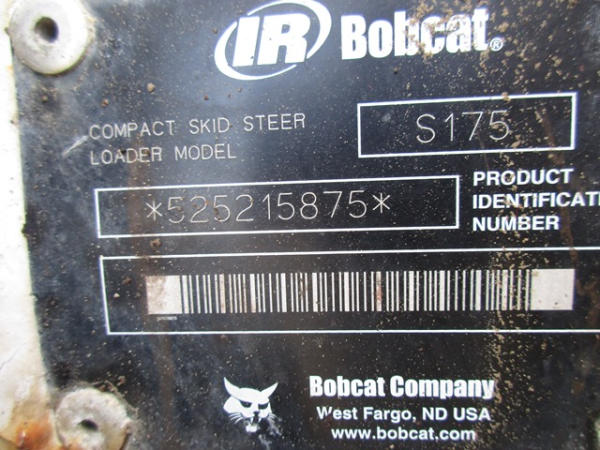 IR Bobcat®
COMPACT SKID STEER
LOADER MODEL
S175
*525215875*
PRODUCT
IDENTIFICATI
NUMBER
Bobcat Company
West Fargo, ND USA
www.bobcat.com